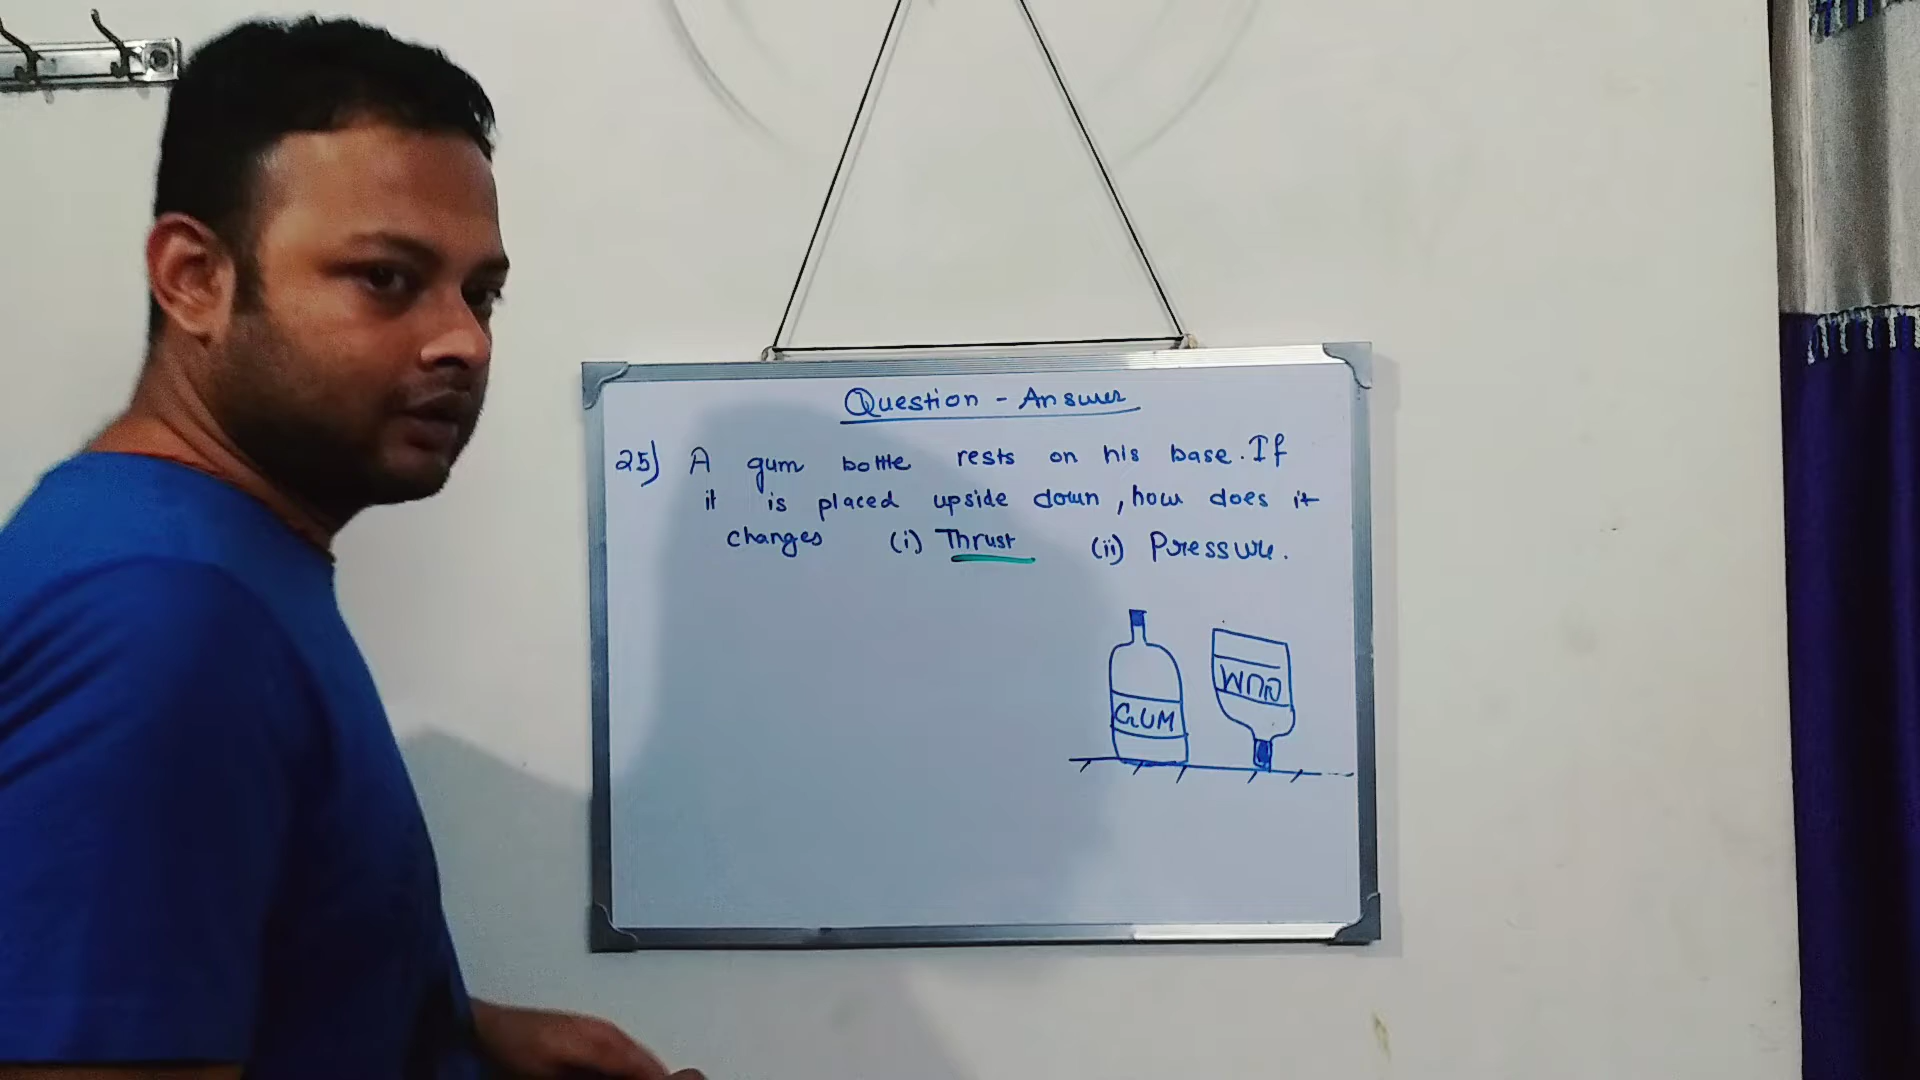 Question - Answer
25) A gum bottle rests on his base. If
it is placed upside down, how does it
changes (i) Thrust (ii) Pressure.
GUM
GUM